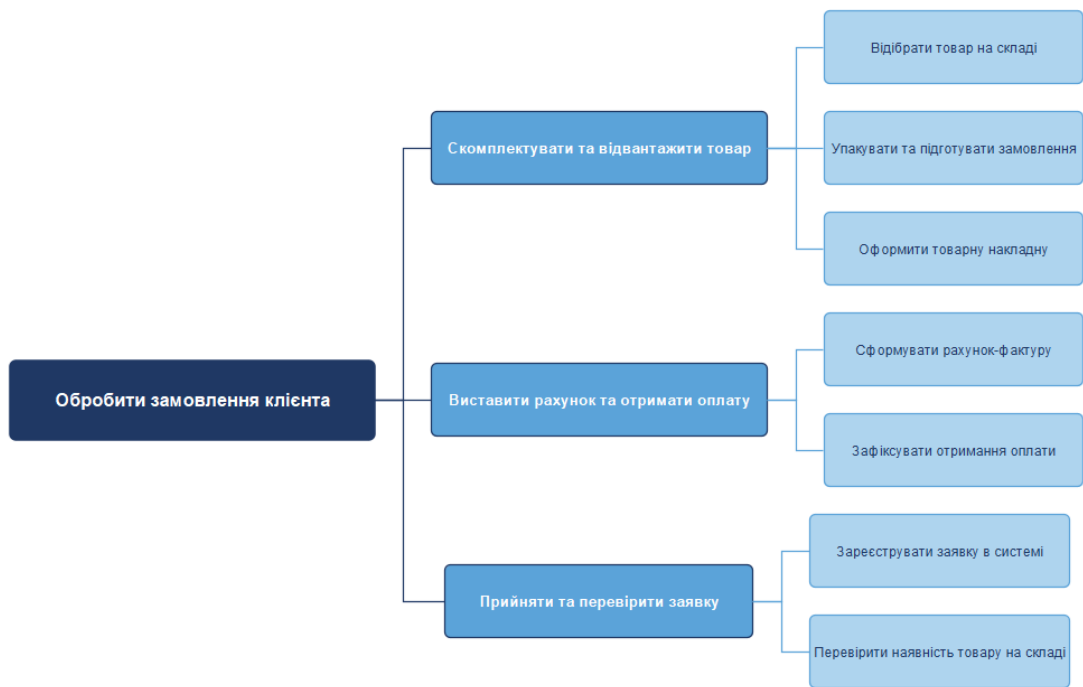 Обробити замовлення клієнта
Скомплектувати та відвантажити товар
Відібрати товар на складі
Упакувати та підготувати замовлення
Оформити товарну накладну
Виставити рахунок та отримати оплату
Сформувати рахунок-фактуру
Зафіксувати отримання оплати
Прийняти та перевірити заявку
Зареєструвати заявку в системі
Перевірити наявність товару на складі